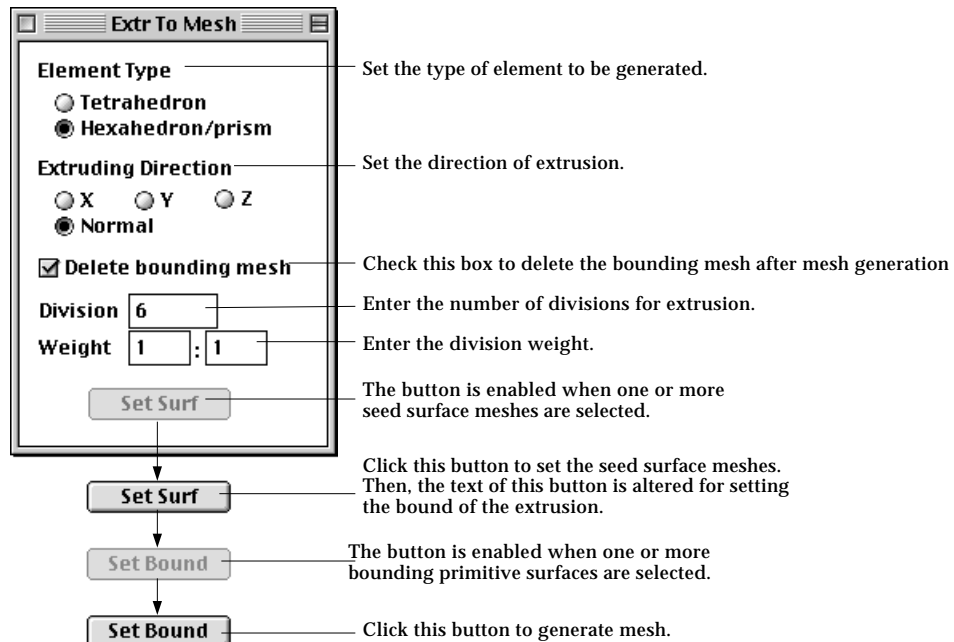 Extr To Mesh
Element Type
Set the type of element to be generated.
Tetrahedron
Hexahedron/prism
Extruding Direction
Set the direction of extrusion.
X Y Z
Normal
Delete bounding mesh
Check this box to delete the bounding mesh after mesh generation
Division 6
Enter the number of divisions for extrusion.
Weight 1 : 1
Enter the division weight.
Set Surf
The button is enabled when one or more
seed surface meshes are selected.
Set Surf
Click this button to set the seed surface meshes.
Then, the text of this button is altered for setting
the bound of the extrusion.
Set Bound
The button is enabled when one or more
bounding primitive surfaces are selected.
Set Bound
Click this button to generate mesh.